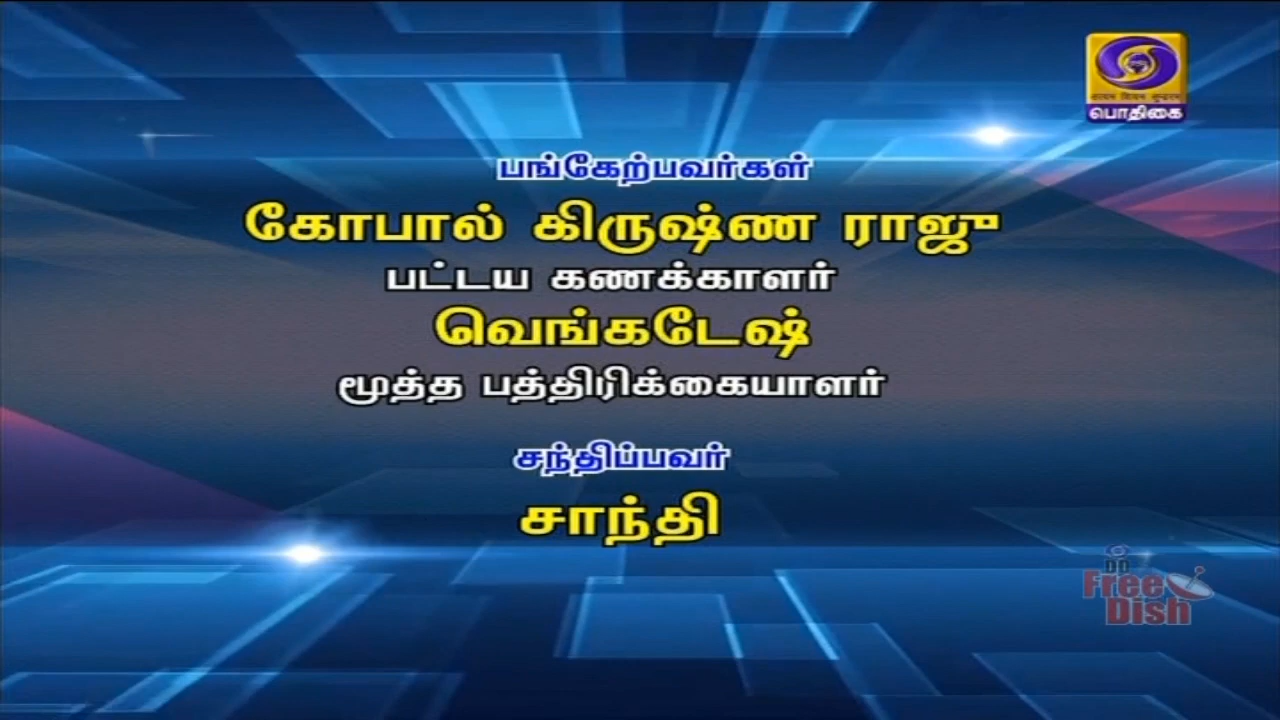 பொதிகை
பங்கேற்பவர்கள்
கோபால் கிருஷ்ண ராஜு
பட்டய கணக்காளர்
வெங்கடேஷ்
மூத்த பத்திரிக்கையாளர்
சந்திப்பவர்
சாந்தி
DD
Free
Dish